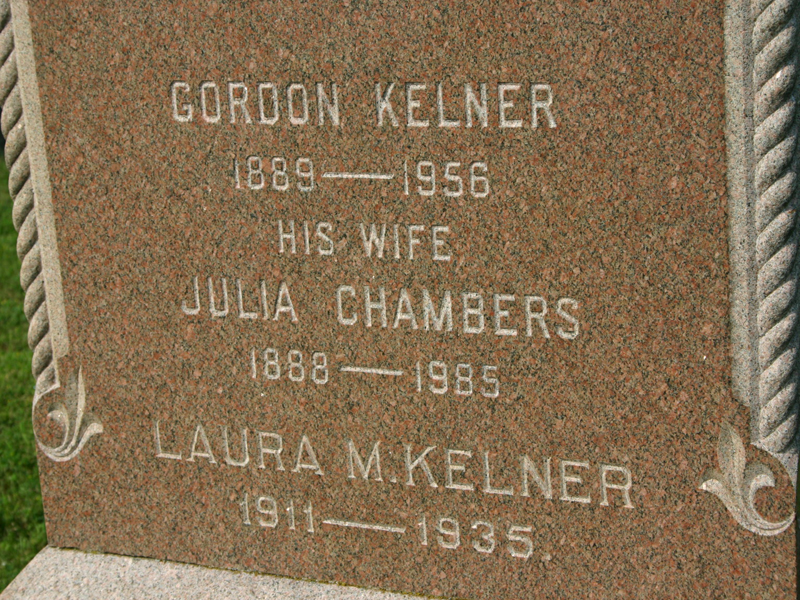 GORDON KELNER
1889 — 1956
HIS WIFE
JULIA CHAMBERS
1888 — 1985
LAURA M. KELNER
1911 — 1935